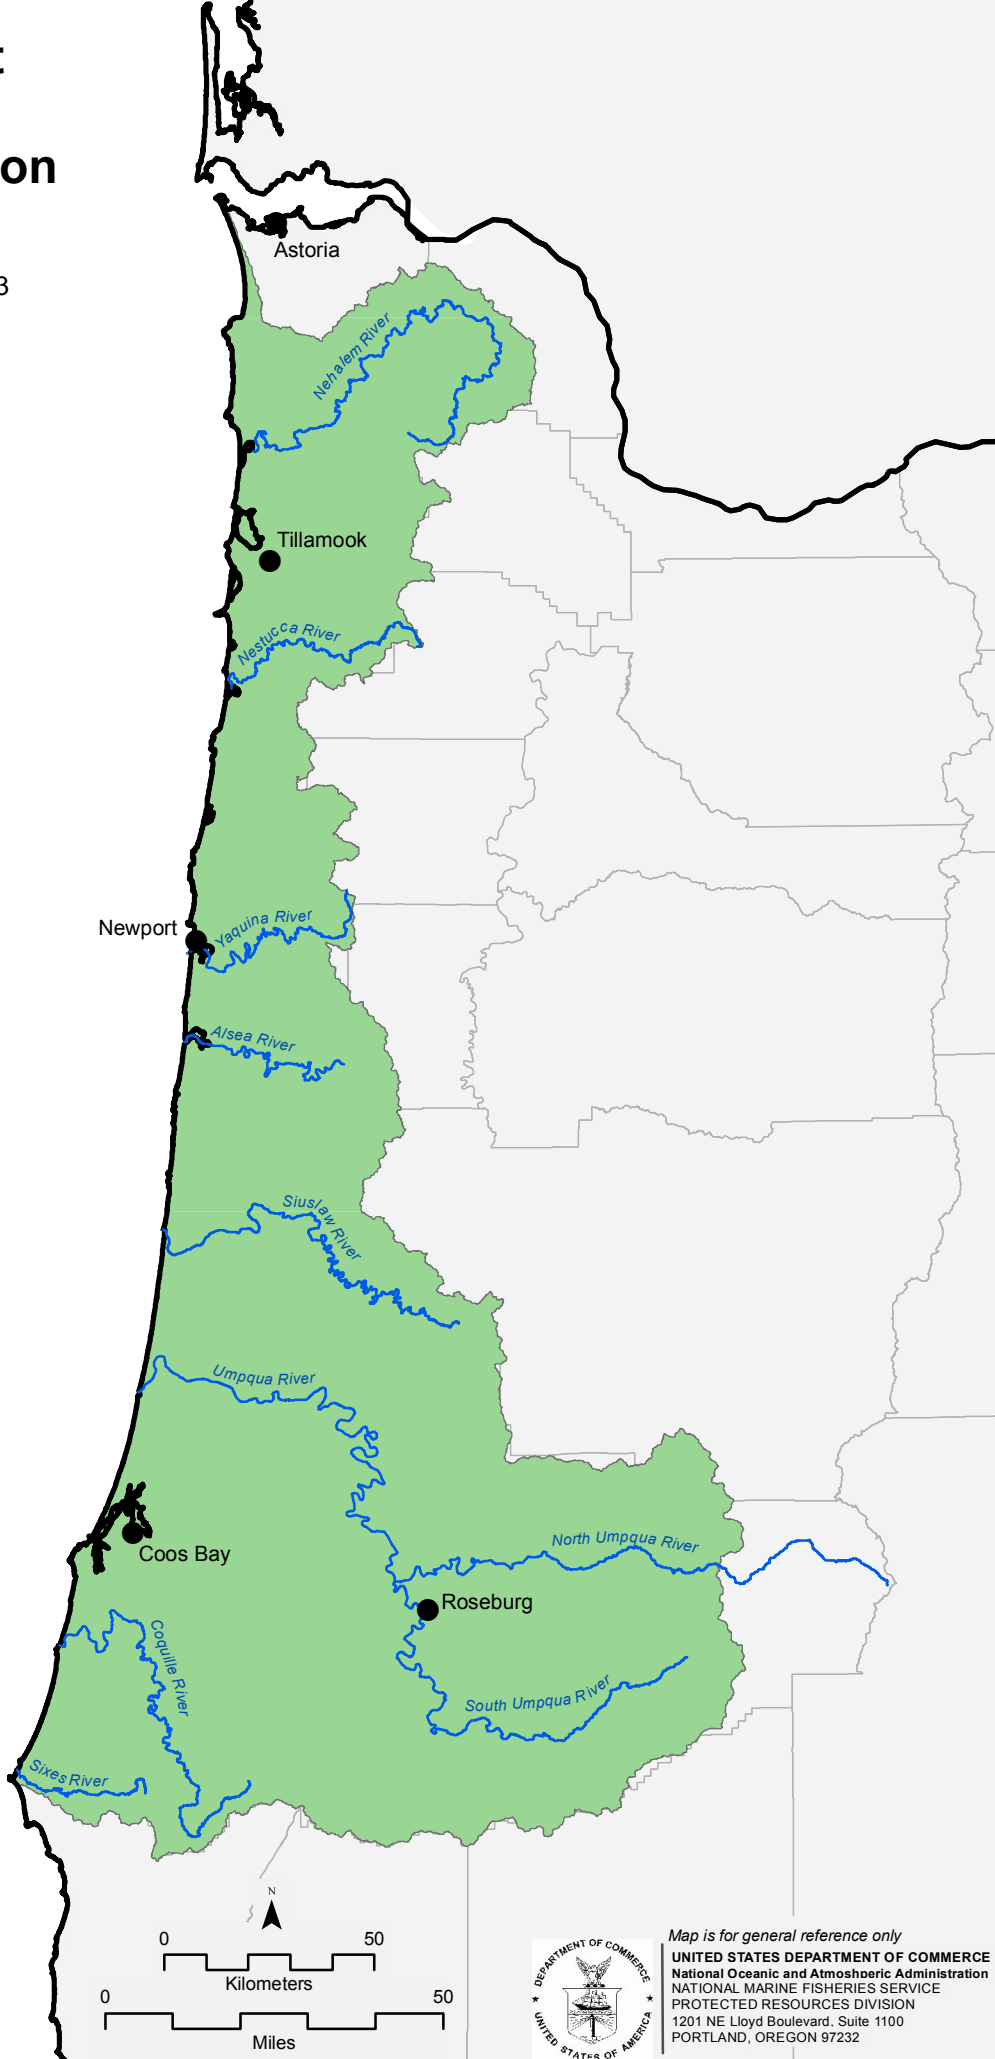 on
3
Astoria
Nehalem River
Tillamook
Nestucca River
Newport
Yaquina River
Alsea River
Siuslaw River
Umpqua River
Coos Bay
North Umpqua River
Roseburg
Coquille River
South Umpqua River
Sixes River
N
0 50
Kilometers
0 50
Miles
DEPARTMENT OF COMMERCE
UNITED STATES OF AMERICA
Map is for general reference only
UNITED STATES DEPARTMENT OF COMMERCE
National Oceanic and Atmoshperic Administration
NATIONAL MARINE FISHERIES SERVICE
PROTECTED RESOURCES DIVISION
1201 NE Lloyd Boulevard, Suite 1100
PORTLAND, OREGON 97232